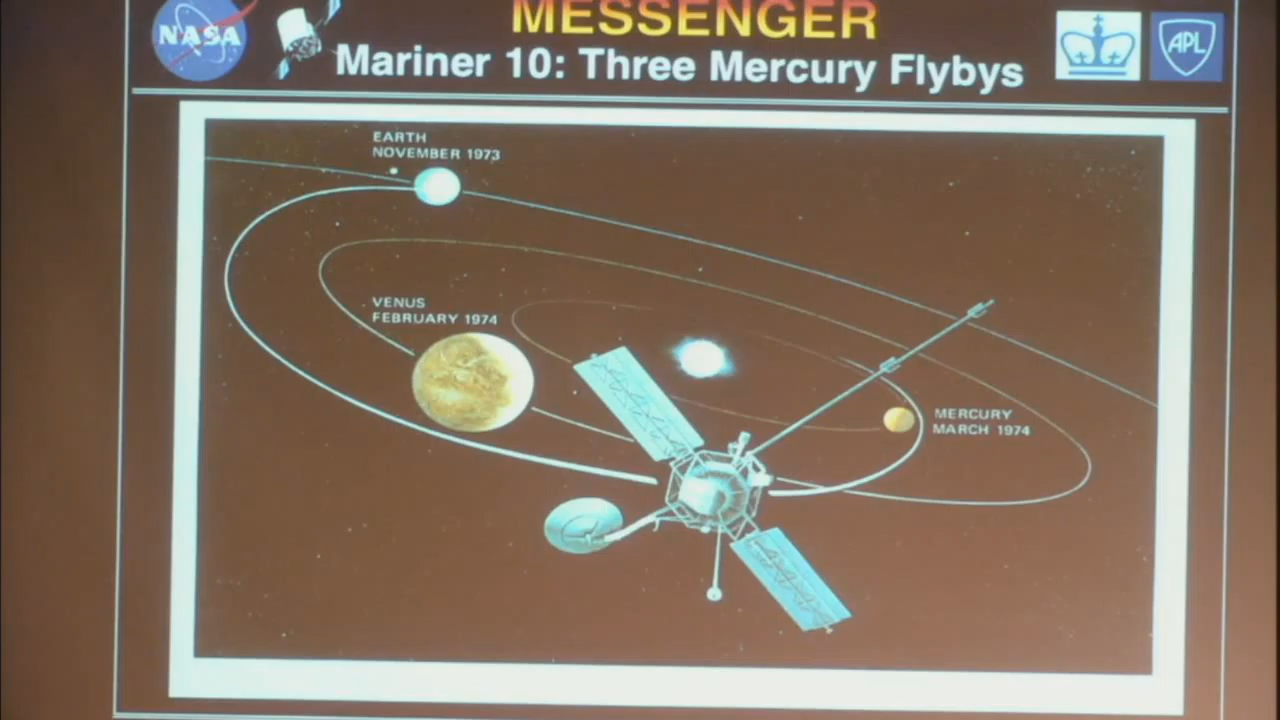 MESSENGER
NASA
Mariner 10: Three Mercury Flybys
APL
EARTH
NOVEMBER 1973
VENUS
FEBRUARY 1974
MERCURY
MARCH 1974